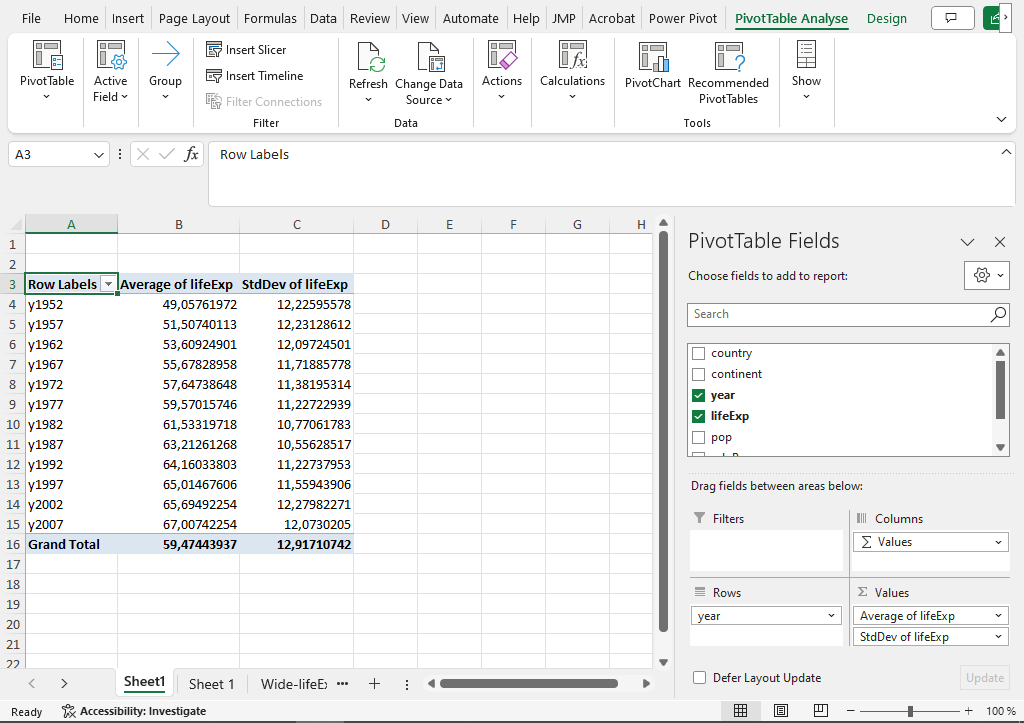 File Home Insert Page Layout Formulas Data Review View Automate Help JMP Acrobat Power Pivot PivotTable Analyse Design
PivotTable
Active Field
Group
Insert Slicer
Insert Timeline
Filter Connections
Filter
Refresh
Change Data Source
Data
Actions
Calculations
PivotChart
Recommended PivotTables
Tools
Show
A3 fx Row Labels
A B C D E F G H
1
2
3 Row Labels Average of lifeExp StdDev of lifeExp
4 y1952 49,05761972 12,22595578
5 y1957 51,50740113 12,23128612
6 y1962 53,60924901 12,09724501
7 y1967 55,67828958 11,71885778
8 y1972 57,64738648 11,38195314
9 y1977 59,57015746 11,22722939
10 y1982 61,53319718 10,77061783
11 y1987 63,21261268 10,55628517
12 y1992 64,16033803 11,22737953
13 y1997 65,01467606 11,55943906
14 y2002 65,69492254 12,27982271
15 y2007 67,00742254 12,0730205
16 Grand Total 59,47443937 12,91710742
17
18
19
20
21
22
PivotTable Fields
Choose fields to add to report:
Search
country
continent
year
lifeExp
pop
Drag fields between areas below:
Filters
Columns
Σ Values
Rows
year
Σ Values
Average of lifeExp
StdDev of lifeExp
Defer Layout Update
Update
Sheet1 Sheet 1 Wide-lifeE
Ready Accessibility: Investigate 100 %